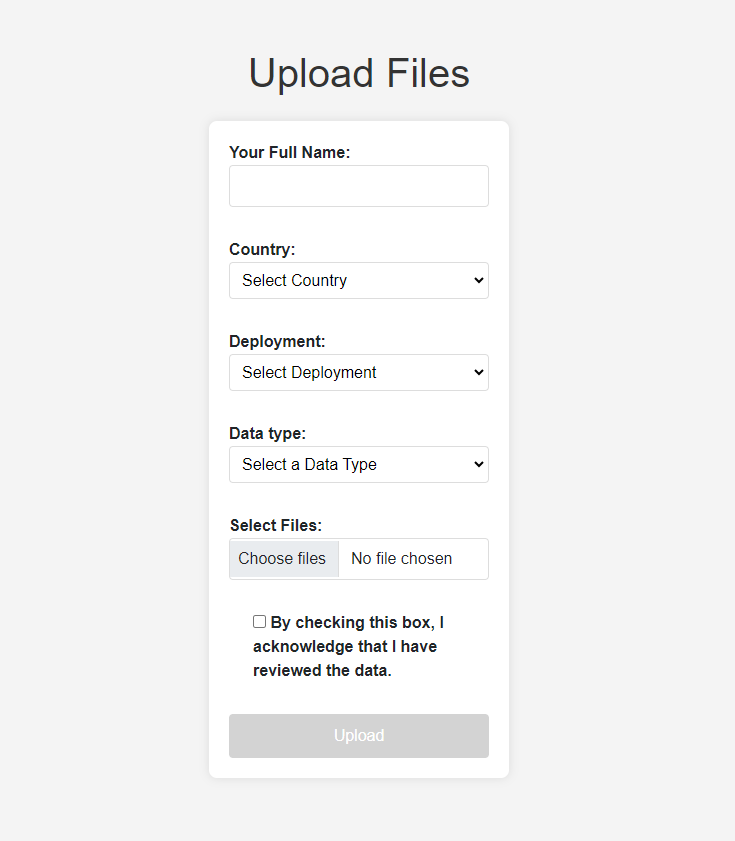 Upload Files
Your Full Name:
Country:
Select Country
Deployment:
Select Deployment
Data type:
Select a Data Type
Select Files:
Choose files No file chosen
By checking this box, I
acknowledge that I have
reviewed the data.
Upload